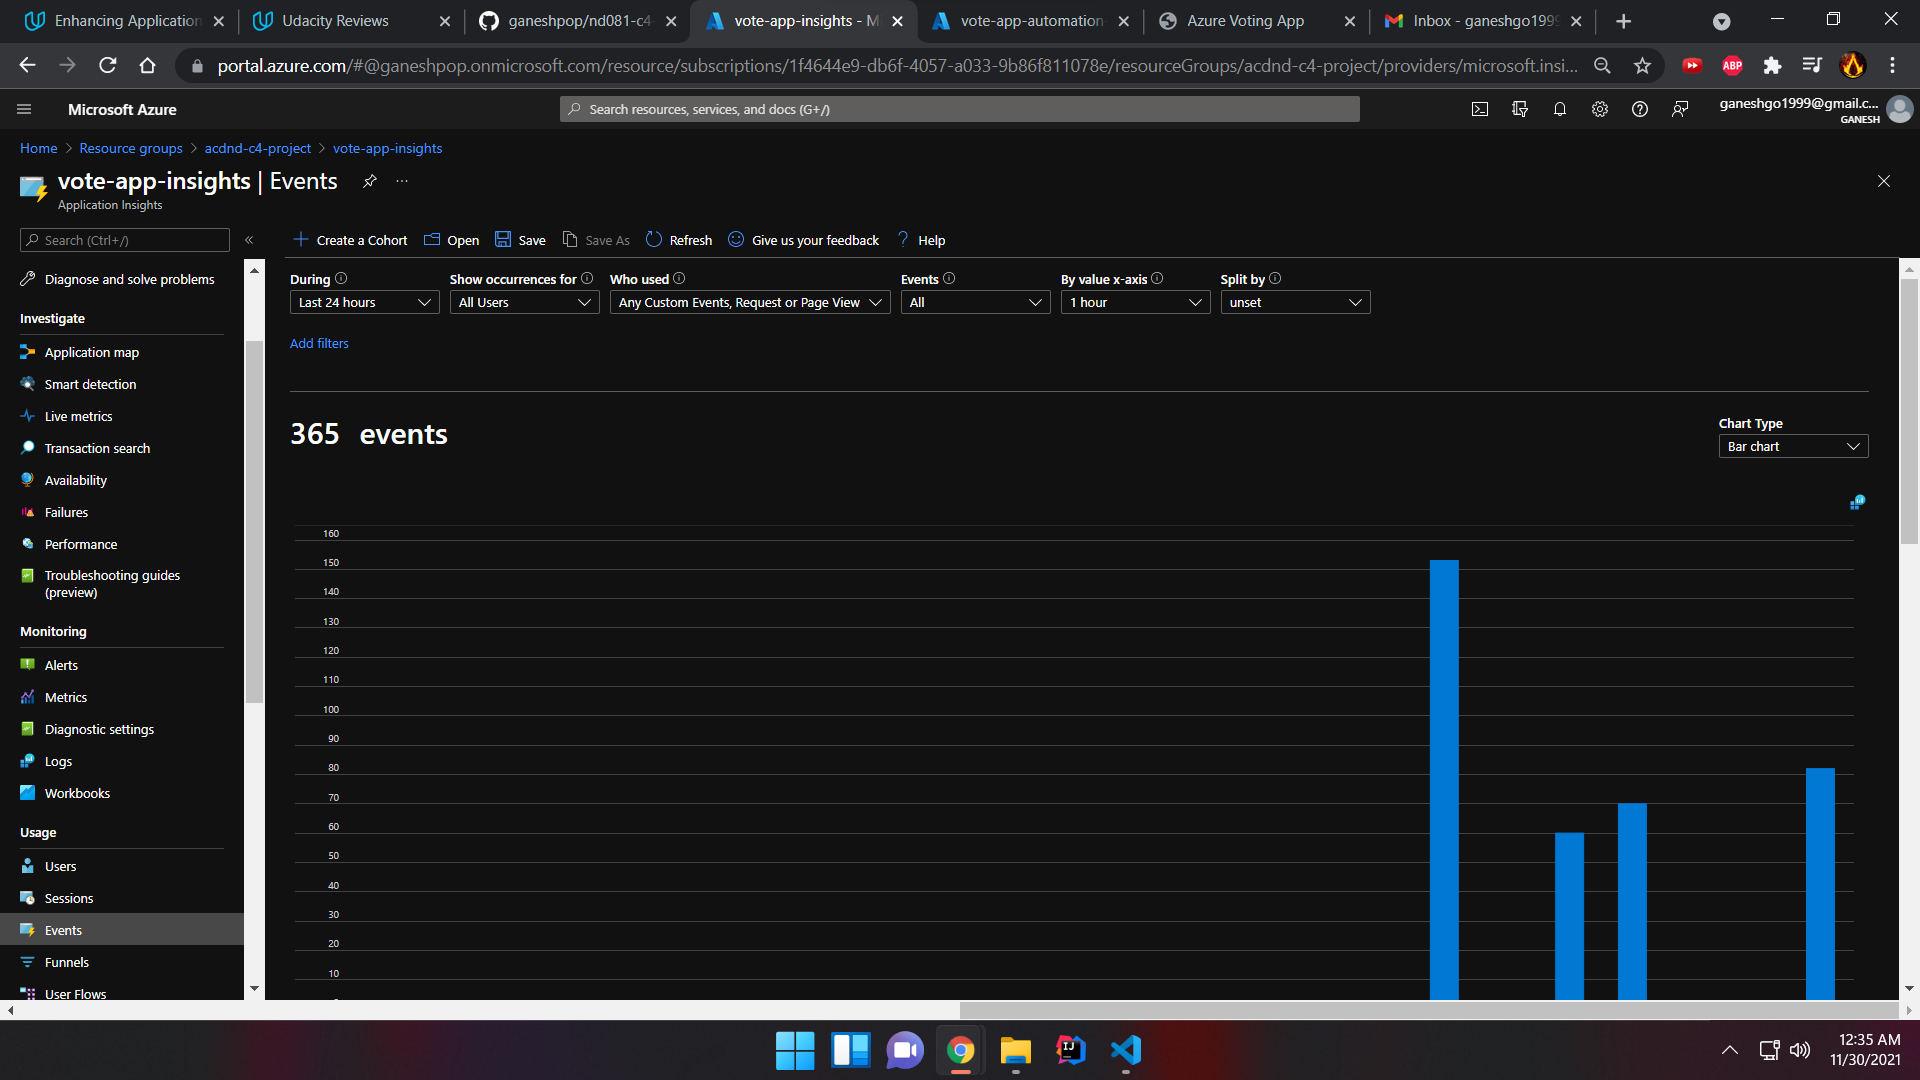 Enhancing Application
Udacity Reviews
ganeshpop/nd081-c4-
vote-app-insights - M
vote-app-automation-
Azure Voting App
Inbox - ganeshgo1999
portal.azure.com/#@ganeshpop.onmicrosoft.com/resource/subscriptions/1f4644e9-db6f-4057-a033-9b86f811078e/resourceGroups/acdnd-c4-project/providers/microsoft.insi...
ABP
Microsoft Azure
Search resources, services, and docs (G+/)
ganeshgo1999@gmail.c...
GANESH
Home > Resource groups > acdnd-c4-project > vote-app-insights
vote-app-insights | Events
Application Insights
Search (Ctrl+/)
Create a Cohort
Open
Save
Save As
Refresh
Give us your feedback
Help
Diagnose and solve problems
Investigate
Application map
Smart detection
Live metrics
Transaction search
Availability
Failures
Performance
Troubleshooting guides
(preview)
Monitoring
Alerts
Metrics
Diagnostic settings
Logs
Workbooks
Usage
Users
Sessions
Events
Funnels
User Flows
During
Show occurrences for
Who used
Events
By value x-axis
Split by
Last 24 hours
All Users
Any Custom Events, Request or Page View
All
1 hour
unset
Add filters
365 events
Chart Type
Bar chart
160
150
140
130
120
110
100
90
80
70
60
50
40
30
20
10
12:35 AM
11/30/2021